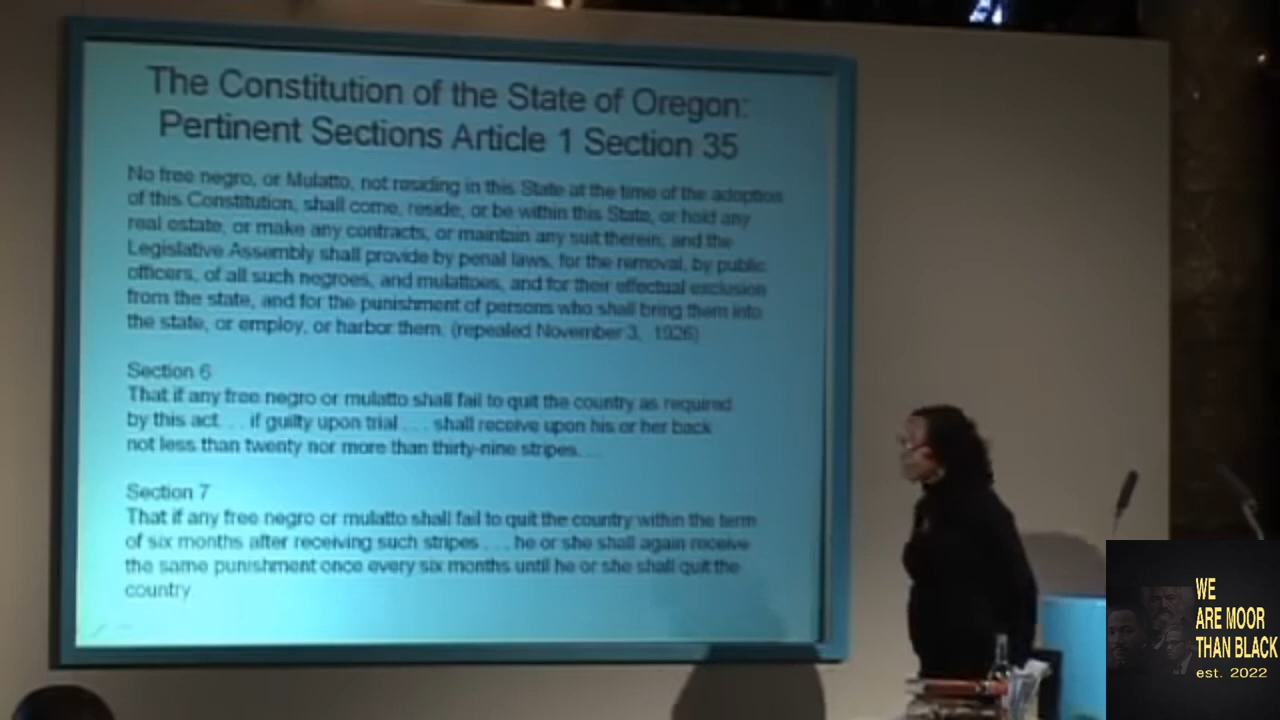 The Constitution of the State of Oregon:
Pertinent Sections Article 1 Section 35
No free negro, or Mulatto, not residing in this State at the time of the adoption
of this Constitution, shall come, reside, or be within this State, or hold any
real estate, or make any contracts, or maintain any suit therein; and the
Legislative Assembly shall provide by penal laws, for the removal, by public
officers, of all such negroes, and mulattoes, and for their effectual exclusion
from the state, and for the punishment of persons who shall bring them into
the state, or employ, or harbor them. (repealed November 3, 1926)
Section 6
That if any free negro or mulatto shall fail to quit the country as required
by this act. . . if guilty upon trial . . . shall receive upon his or her back
not less than twenty nor more than thirty-nine stripes. . .
Section 7
That if any free negro or mulatto shall fail to quit the country within the term
of six months after receiving such stripes . . . he or she shall again receive
the same punishment once every six months until he or she shall quit the
country.
WE
ARE MOOR
THAN BLACK
est. 2022